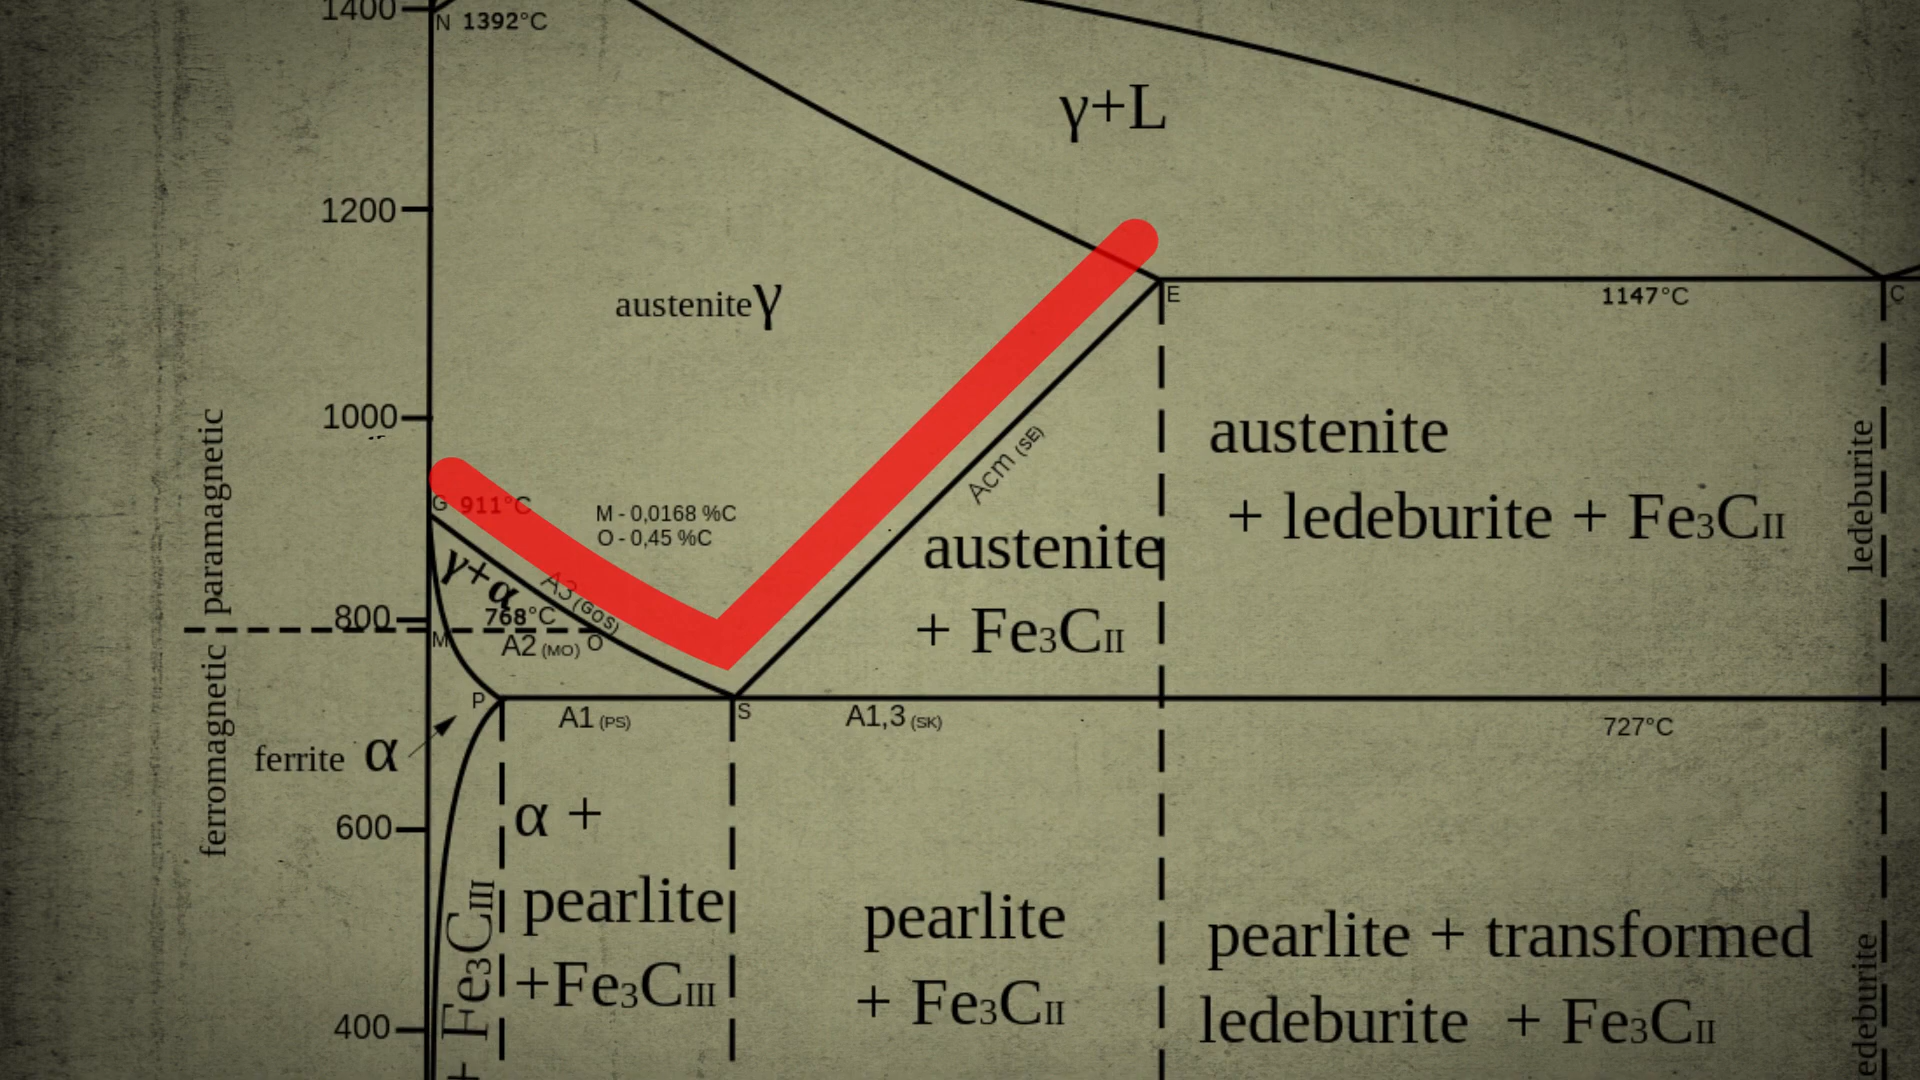 1400
N 1392°C
γ+L
1200
austenite γ
E
1147°C
C
1000
paramagnetic
G 911°C
M - 0,0168 %C
O - 0,45 %C
Acm (SE)
austenite
+ ledeburite + Fe₃CII
ledeburite
γ+α
A3 (GOS)
austenite
+ Fe₃CII
800
768°C
M
A2 (MO) O
ferromagnetic
P
A1 (PS)
S
A1,3 (SK)
727°C
ferrite α
600
α +
pearlite
+Fe₃CIII
pearlite
+ Fe₃CII
pearlite + transformed
ledeburite + Fe₃CII
+ Fe₃CIII
400